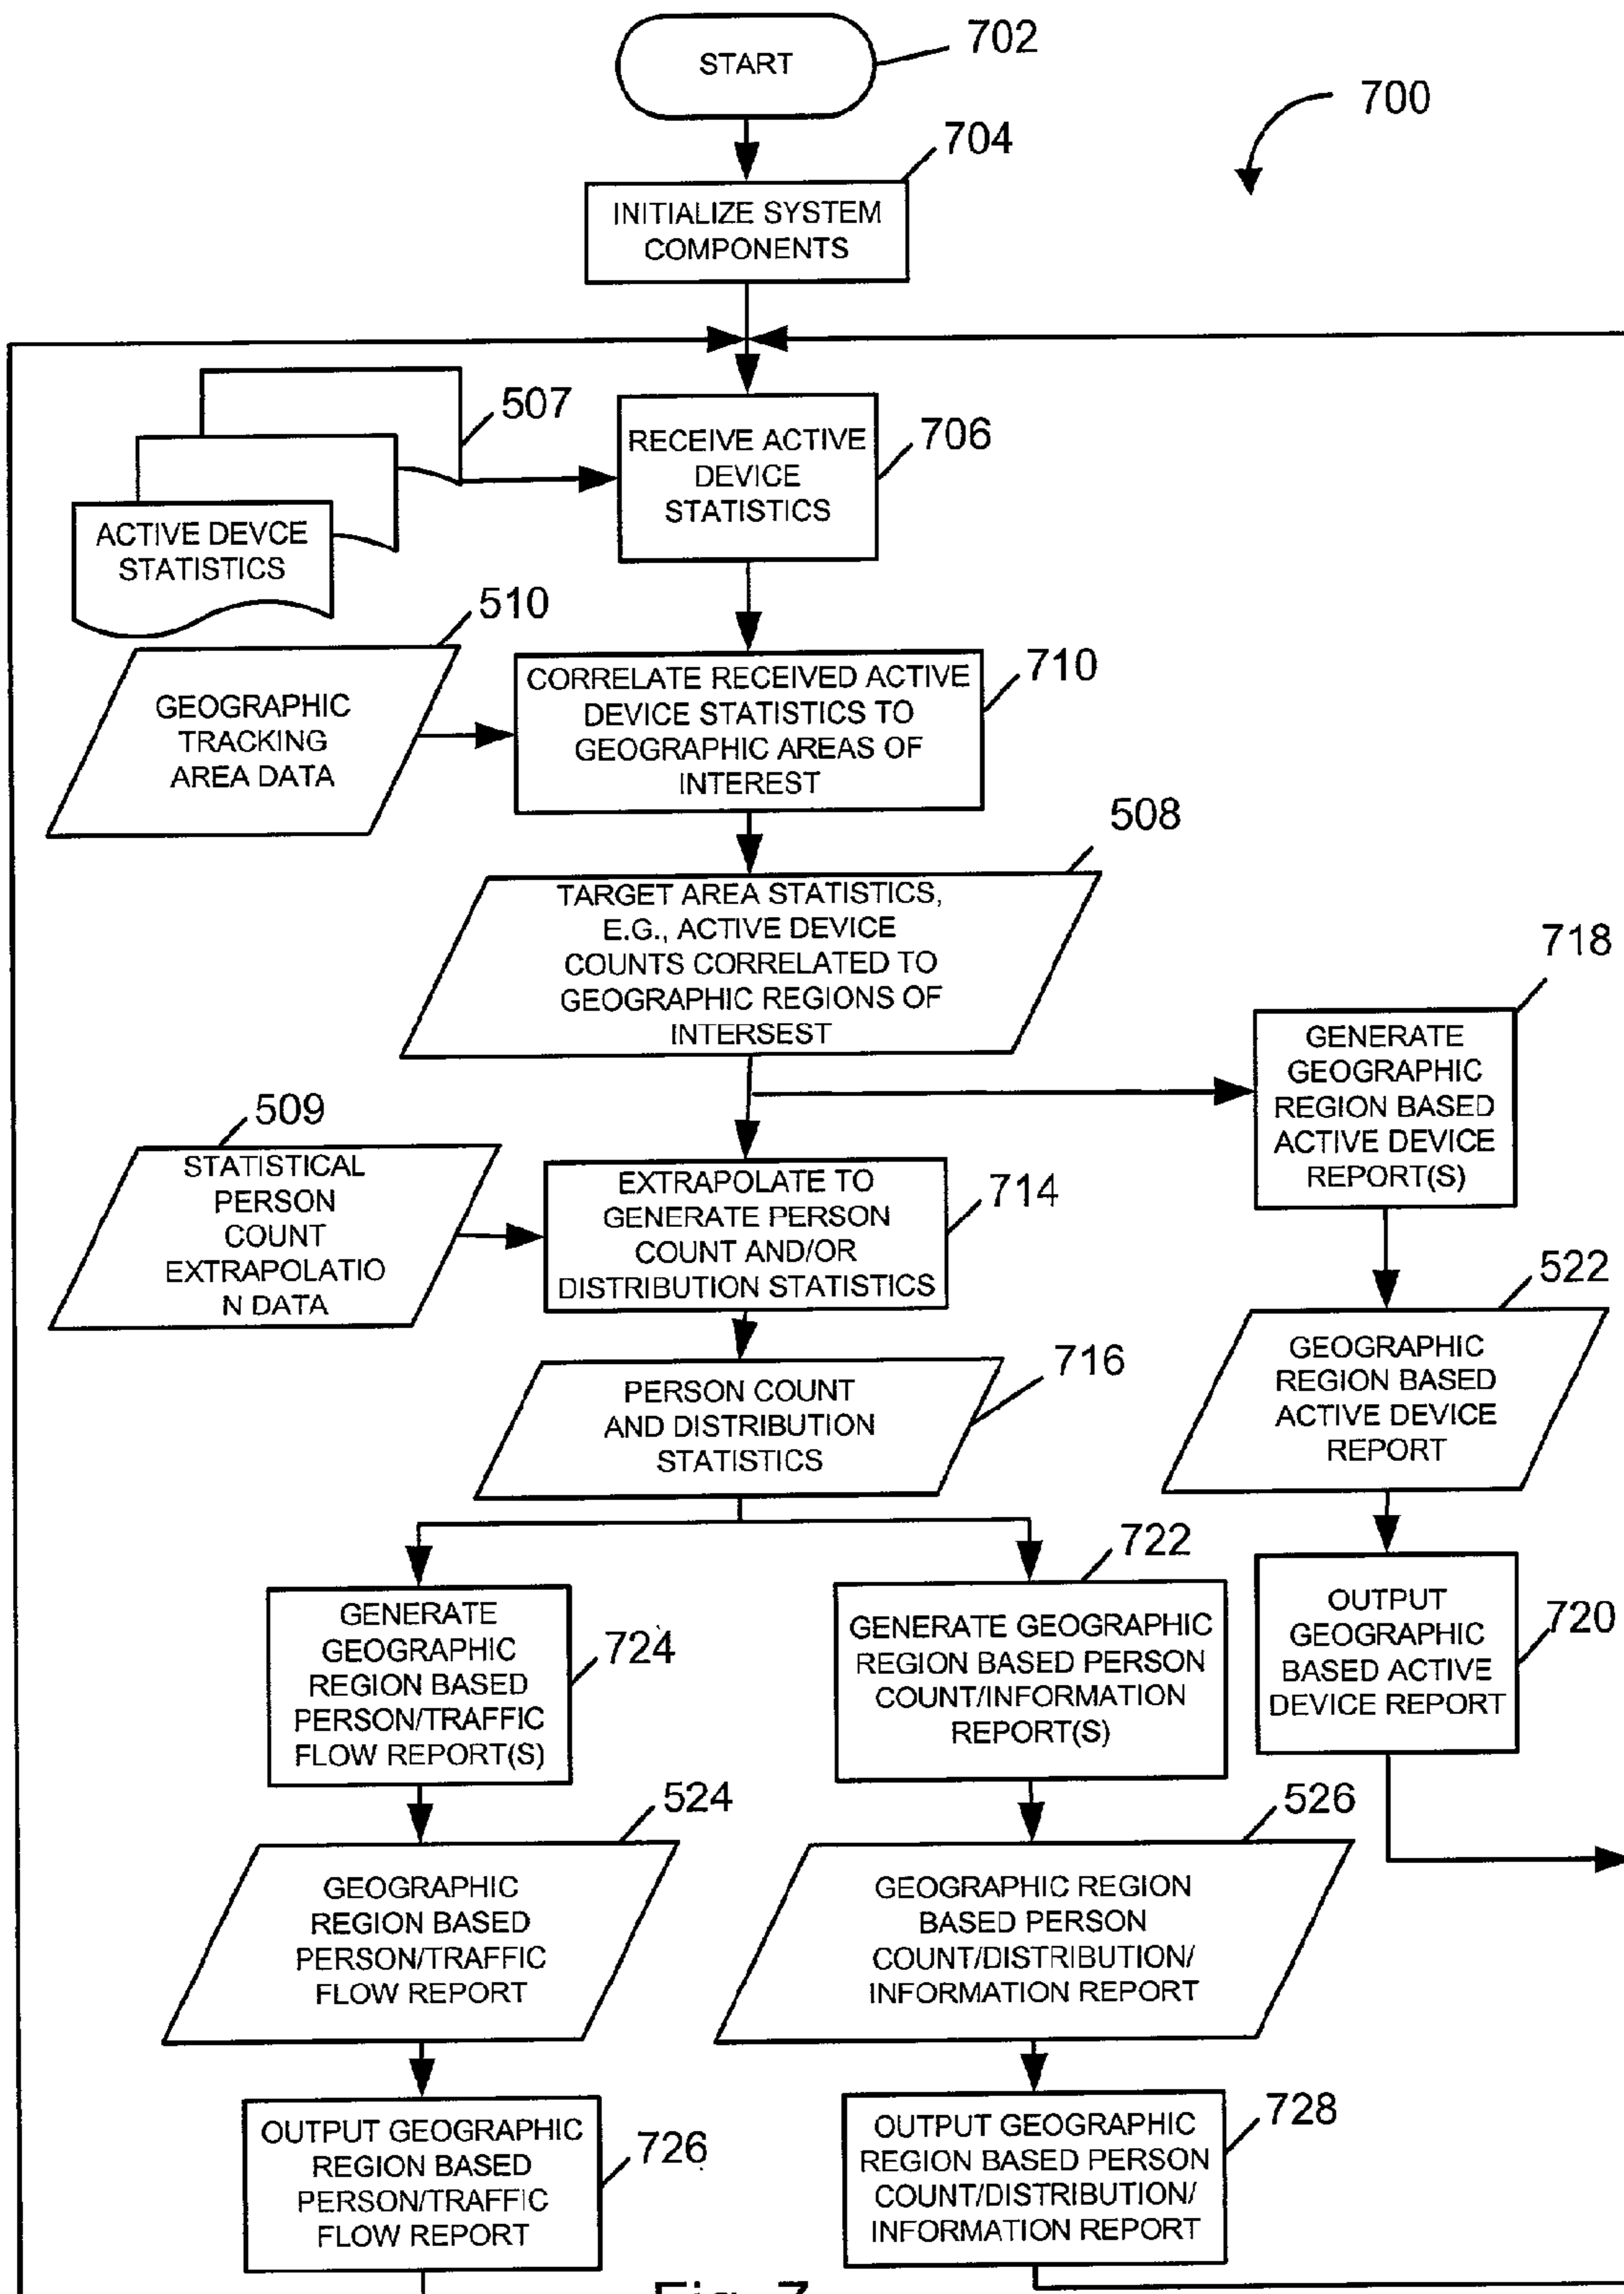 START
702
700
704
INITIALIZE SYSTEM
COMPONENTS
507
RECEIVE ACTIVE
DEVICE
STATISTICS
706
ACTIVE DEVCE
STATISTICS
510
GEOGRAPHIC
TRACKING
AREA DATA
CORRELATE RECEIVED ACTIVE
DEVICE STATISTICS TO
GEOGRAPHIC AREAS OF
INTEREST
710
508
TARGET AREA STATISTICS,
E.G., ACTIVE DEVICE
COUNTS CORRELATED TO
GEOGRAPHIC REGIONS OF
INTERSEST
718
GENERATE
GEOGRAPHIC
REGION BASED
ACTIVE DEVICE
REPORT(S)
509
STATISTICAL
PERSON
COUNT
EXTRAPOLATIO
N DATA
EXTRAPOLATE TO
GENERATE PERSON
COUNT AND/OR
DISTRIBUTION STATISTICS
714
522
GEOGRAPHIC
REGION BASED
ACTIVE DEVICE
REPORT
716
PERSON COUNT
AND DISTRIBUTION
STATISTICS
722
GENERATE
GEOGRAPHIC
REGION BASED
PERSON/TRAFFIC
FLOW REPORT(S)
724
GENERATE GEOGRAPHIC
REGION BASED PERSON
COUNT/INFORMATION
REPORT(S)
OUTPUT
GEOGRAPHIC
BASED ACTIVE
DEVICE REPORT
720
524
GEOGRAPHIC
REGION BASED
PERSON/TRAFFIC
FLOW REPORT
526
GEOGRAPHIC REGION
BASED PERSON
COUNT/DISTRIBUTION/
INFORMATION REPORT
OUTPUT GEOGRAPHIC
REGION BASED
PERSON/TRAFFIC
FLOW REPORT
726
OUTPUT GEOGRAPHIC
REGION BASED PERSON
COUNT/DISTRIBUTION/
INFORMATION REPORT
728
Fig. 7